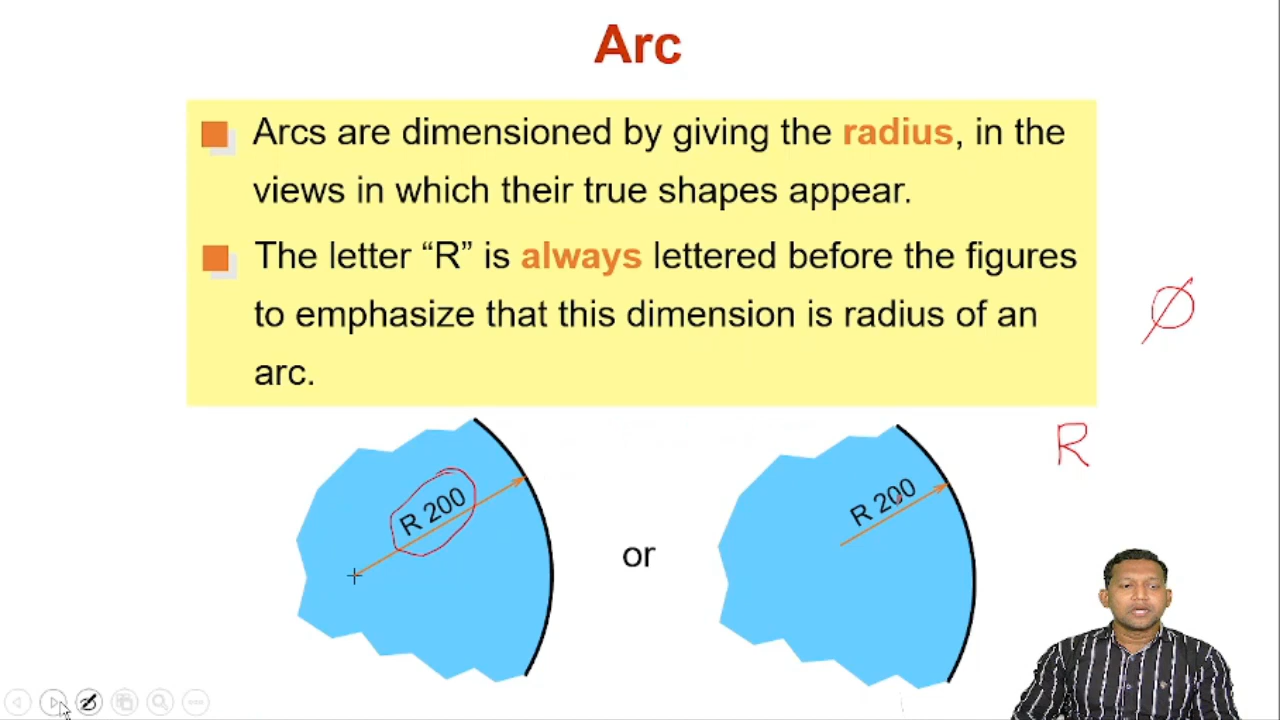 Arc
Arcs are dimensioned by giving the radius, in the
views in which their true shapes appear.
The letter “R” is always lettered before the figures
to emphasize that this dimension is radius of an
arc.
Ø
R
R 200
or
R 200